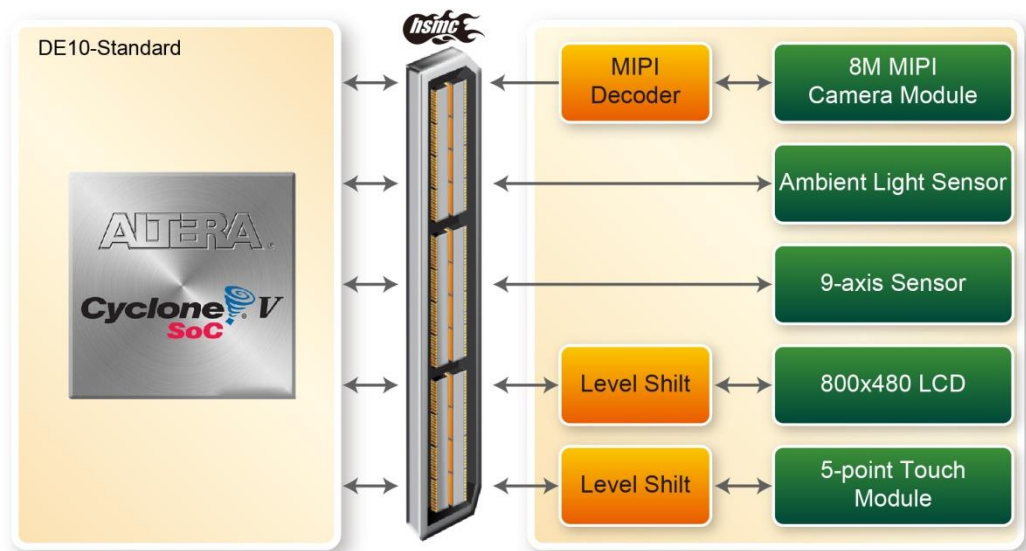 DE10-Standard
hsmc
ALTERA
Cyclone V
SoC
MIPI
Decoder
8M MIPI
Camera Module
Ambient Light Sensor
9-axis Sensor
Level Shilt
800x480 LCD
Level Shilt
5-point Touch
Module